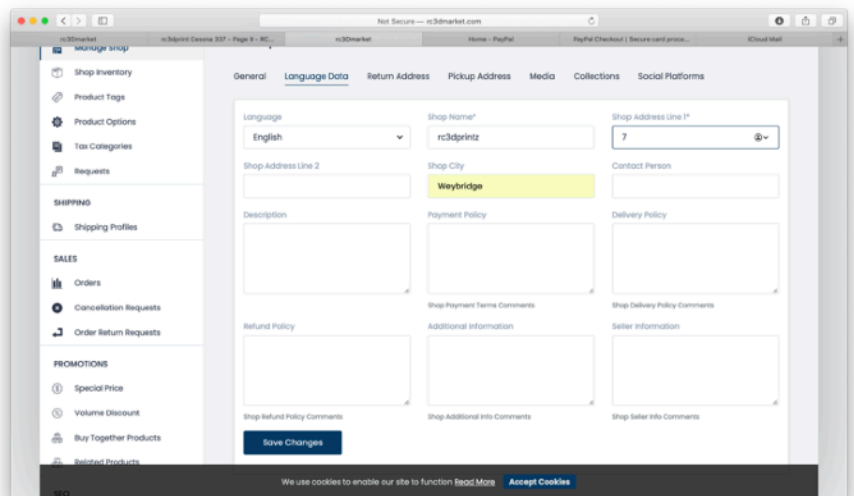 Not Secure — rc3dmarket.com
rc3Dmarket
rc3dprint Cessna 337 - Page 9 - RC...
rc3Dmarket
Home - PayPal
PayPal Checkout | Secure card proce...
iCloud Mail
Manage Shop
Shop Inventory
Product Tags
Product Options
Tax Categories
Requests
SHIPPING
Shipping Profiles
SALES
Orders
Cancellation Requests
Order Return Requests
PROMOTIONS
Special Price
Volume Discount
Buy Together Products
Related Products
SEO
General Language Data Return Address Pickup Address Media Collections Social Platforms
Language Shop Name* Shop Address Line 1*
English rc3dprintz 7
Shop Address Line 2 Shop City Contact Person
Weybridge
Description Payment Policy Delivery Policy
Shop Payment Terms Comments Shop Delivery Policy Comments
Refund Policy Additional Information Seller Information
Shop Refund Policy Comments Shop Additional Info Comments Shop Seller Info Comments
Save Changes
We use cookies to enable our site to function Read More Accept Cookies